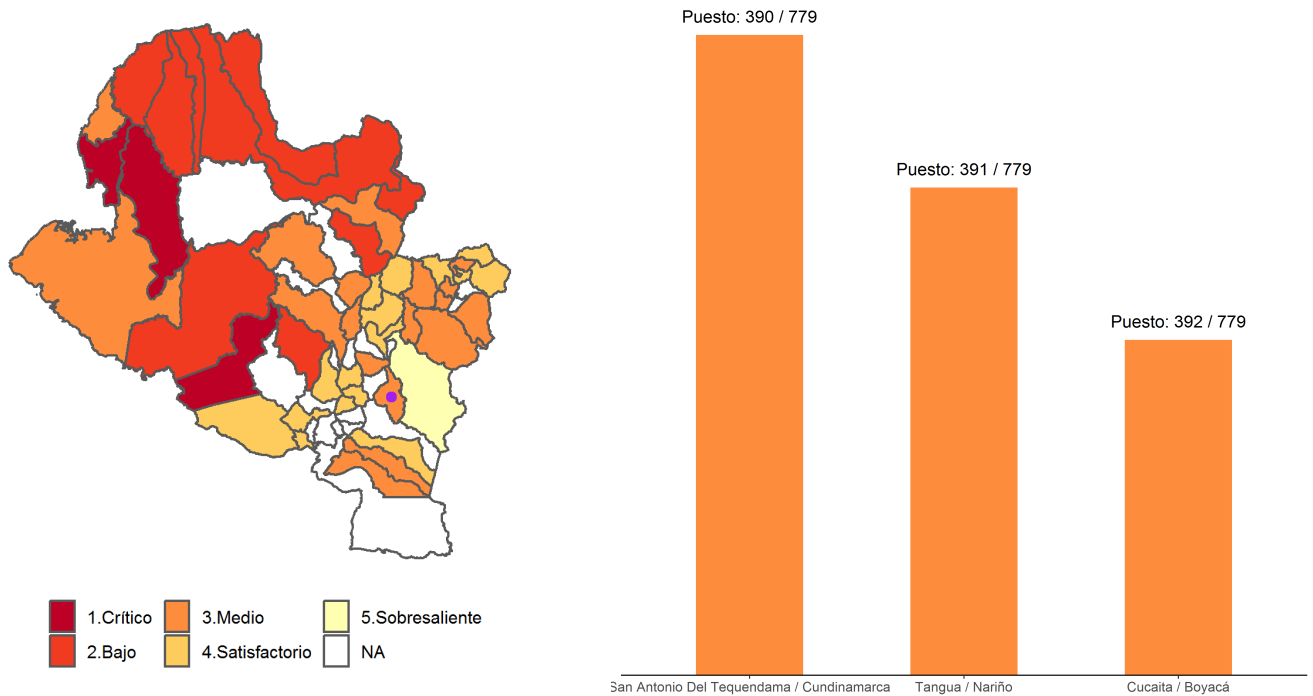 Puesto: 390 / 779
Puesto: 391 / 779
Puesto: 392 / 779
San Antonio Del Tequendama / Cundinamarca
Tangua / Nariño
Cucaita / Boyacá
1.Crítico
3.Medio
5.Sobresaliente
2.Bajo
4.Satisfactorio
NA